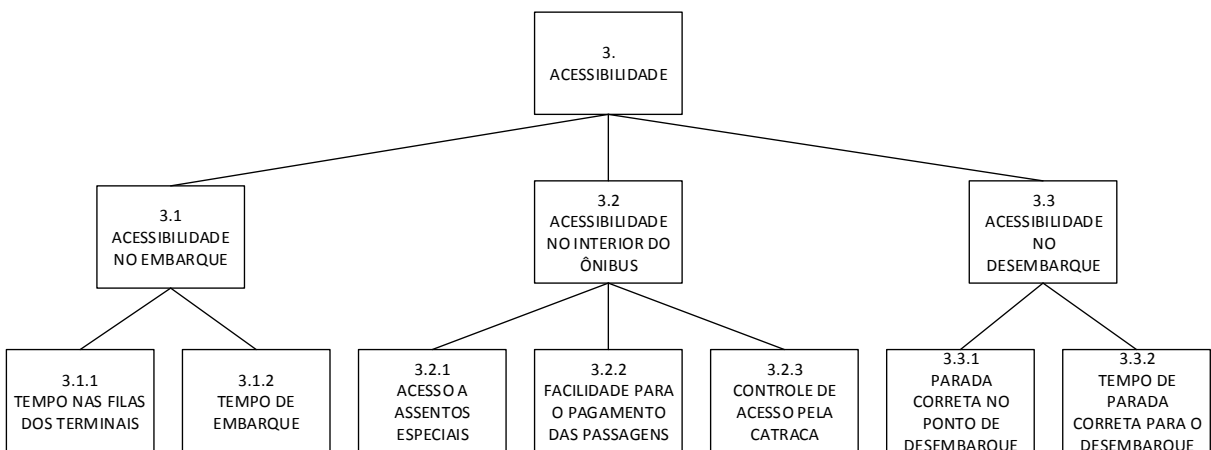 3.
ACESSIBILIDADE
3.1
ACESSIBILIDADE
NO EMBARQUE
3.2
ACESSIBILIDADE
NO INTERIOR DO
ÔNIBUS
3.3
ACESSIBILIDADE
NO
DESEMBARQUE
3.1.1
TEMPO NAS FILAS
DOS TERMINAIS
3.1.2
TEMPO DE
EMBARQUE
3.2.1
ACESSO A
ASSENTOS
ESPECIAIS
3.2.2
FACILIDADE PARA
O PAGAMENTO
DAS PASSAGENS
3.2.3
CONTROLE DE
ACESSO PELA
CATRACA
3.3.1
PARADA
CORRETA NO
PONTO DE
DESEMBARQUE
3.3.2
TEMPO DE
PARADA
CORRETA PARA O
DESEMBARQUE